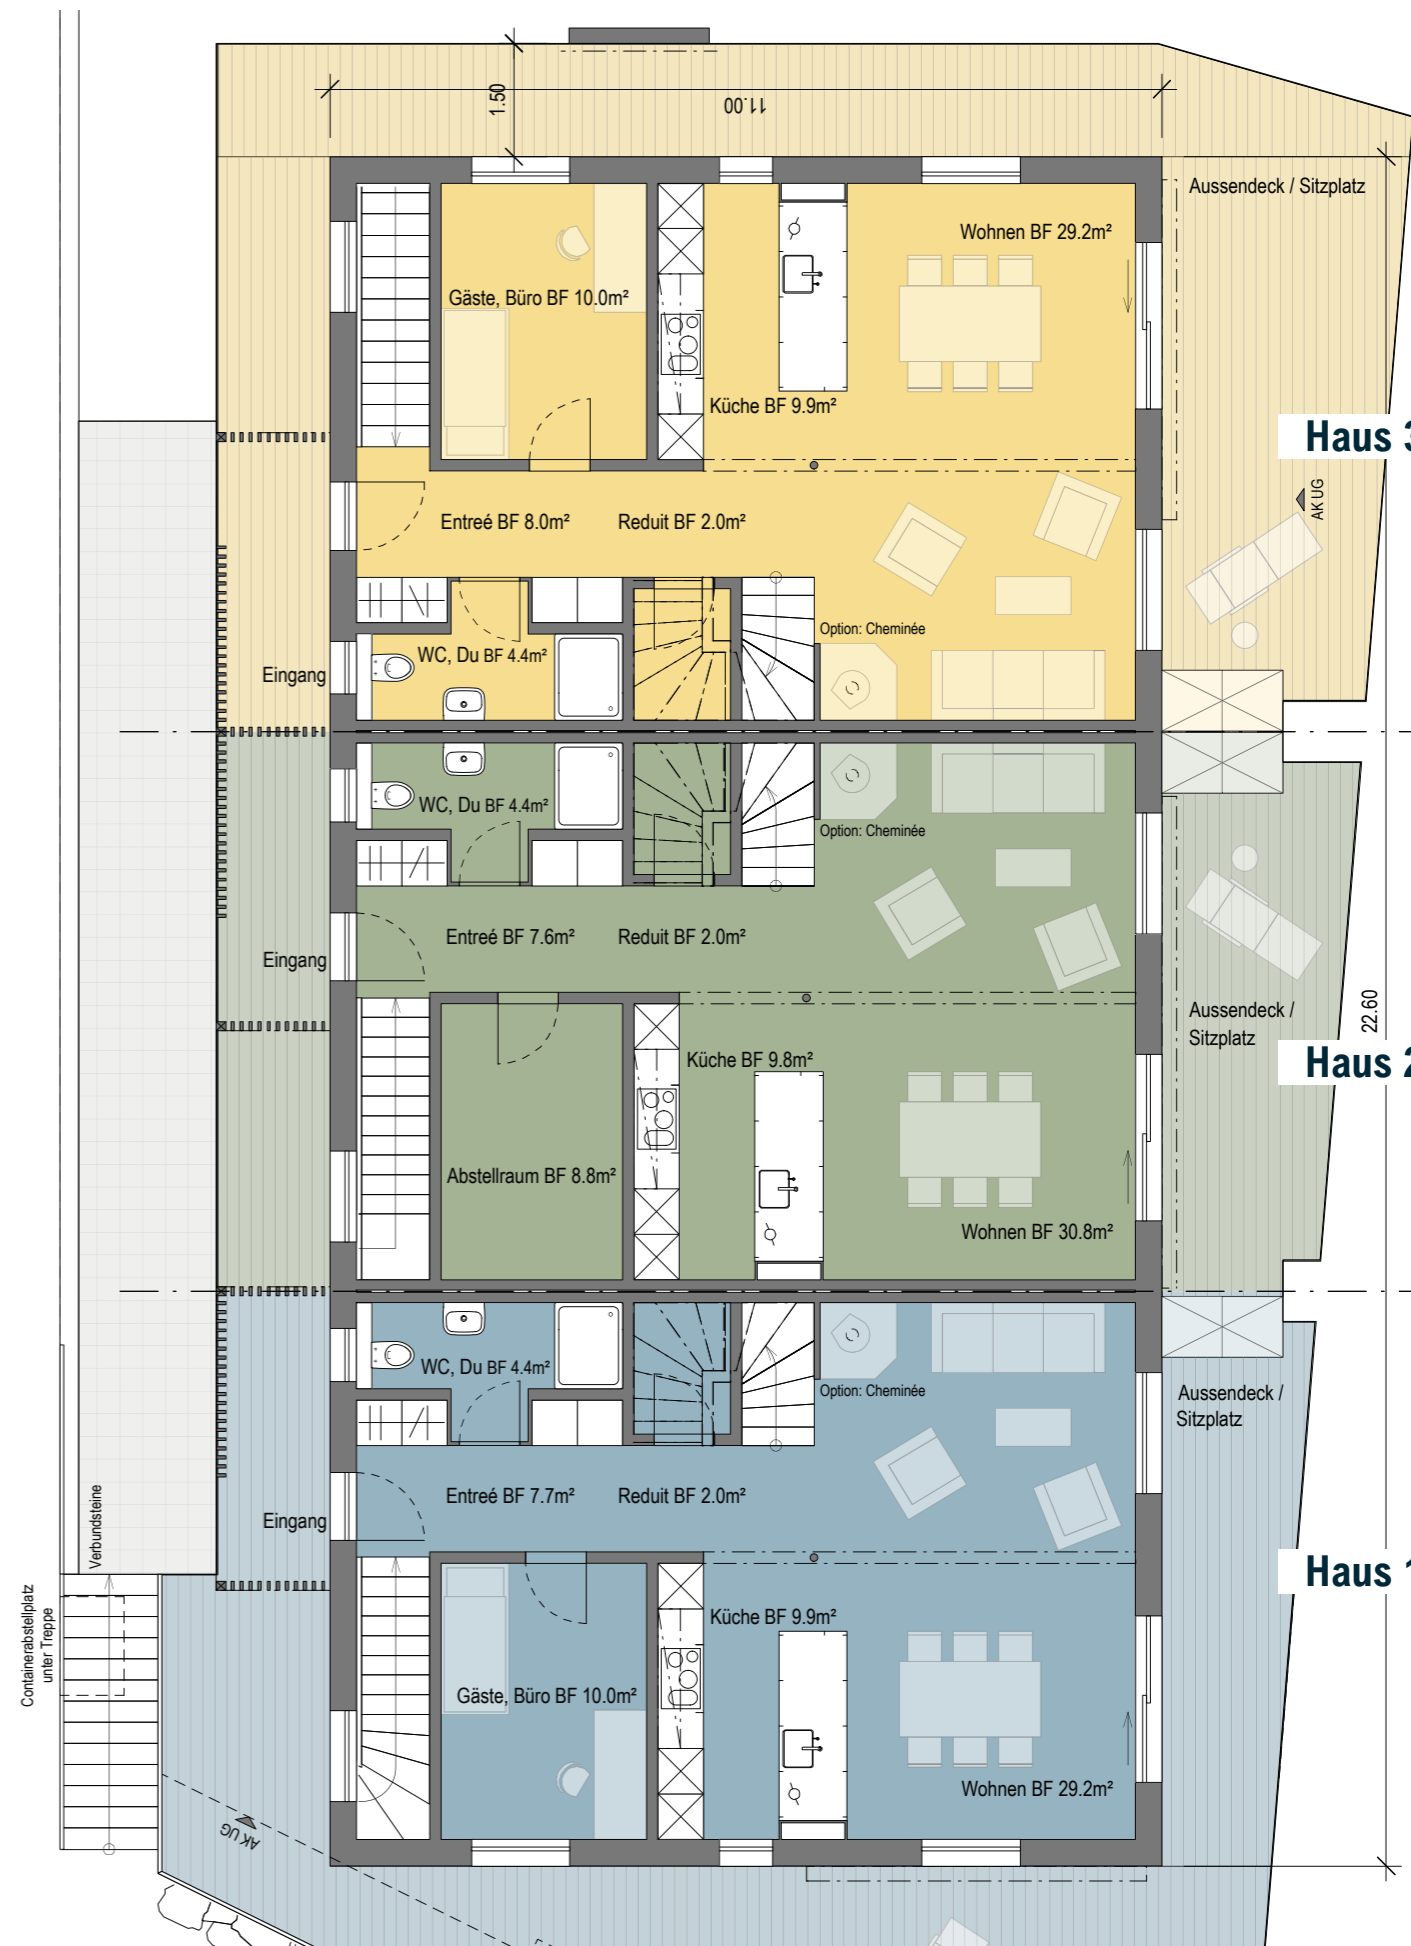 1.50
11.00
Aussendeck / Sitzplatz
Wohnen BF 29.2m²
Gäste, Büro BF 10.0m²
Küche BF 9.9m²
Haus 3
AK UG
Entreé BF 8.0m²
Reduit BF 2.0m²
Option: Cheminée
WC, Du BF 4.4m²
Eingang
WC, Du BF 4.4m²
Option: Cheminée
Entreé BF 7.6m²
Reduit BF 2.0m²
Eingang
Aussendeck /
Sitzplatz
22.60
Haus 2
Küche BF 9.8m²
Abstellraum BF 8.8m²
Wohnen BF 30.8m²
WC, Du BF 4.4m²
Option: Cheminée
Aussendeck /
Sitzplatz
Entreé BF 7.7m²
Reduit BF 2.0m²
Eingang
Verbundsteine
Haus 1
Containerabstellplatz
unter Treppe
Küche BF 9.9m²
Gäste, Büro BF 10.0m²
Wohnen BF 29.2m²
AK UG